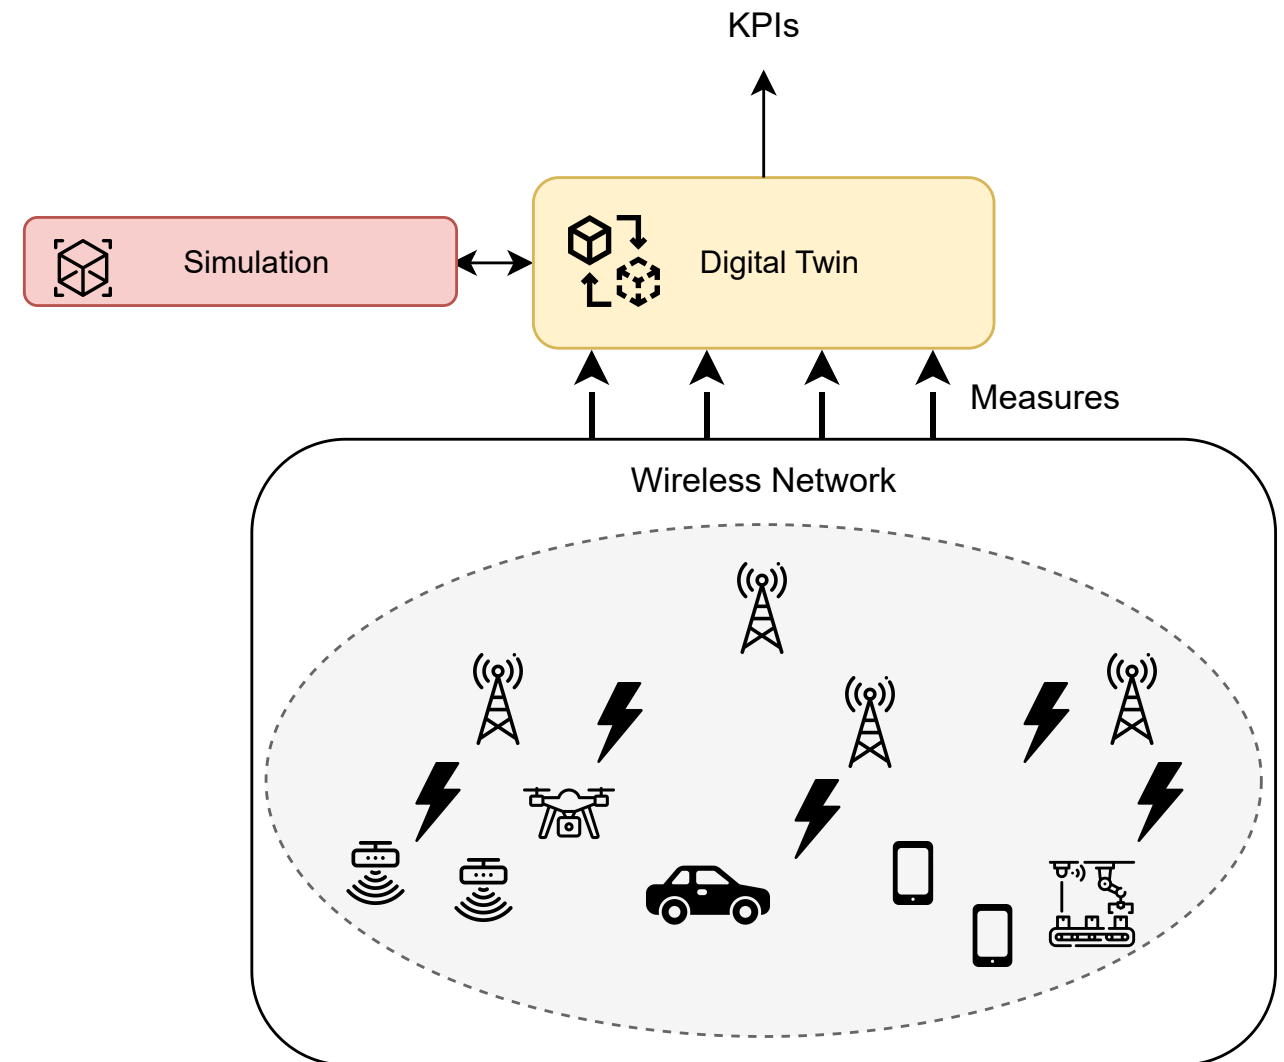 KPIs
Simulation
Digital Twin
Measures
Wireless Network